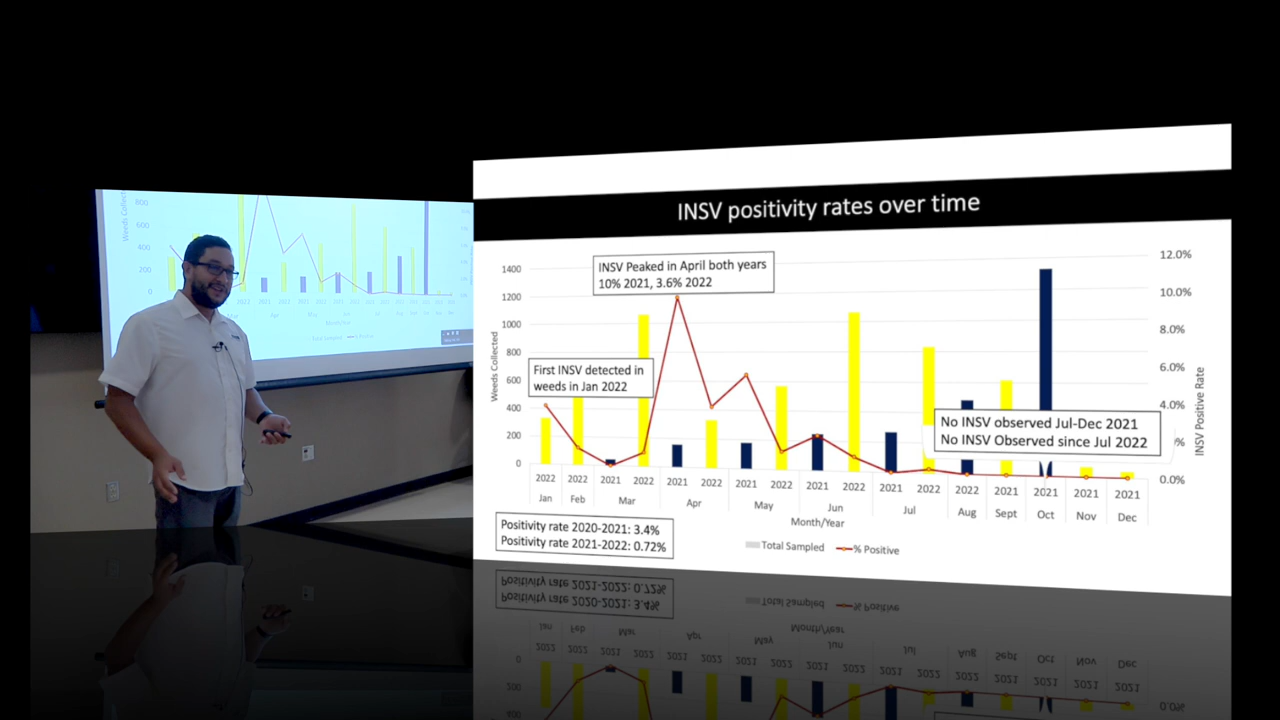 INSV positivity rates over time
INSV Peaked in April both years
10% 2021, 3.6% 2022
First INSV detected in
weeds in Jan 2022
No INSV observed Jul-Dec 2021
No INSV Observed since Jul 2022
Weeds Collected
1400
1200
1000
800
600
400
200
0
12.0%
10.0%
8.0%
6.0%
4.0%
0.0%
INSV Positive Rate
2022 2022 2021 2022 2021 2022 2021 2022 2021 2022 2021 2022 2022 2021 2021 2021 2021
Jan Feb Mar Apr May Jun Jul Aug Sept Oct Nov Dec
Month/Year
Total Sampled % Positive
Positivity rate 2020-2021: 3.4%
Positivity rate 2021-2022: 0.72%